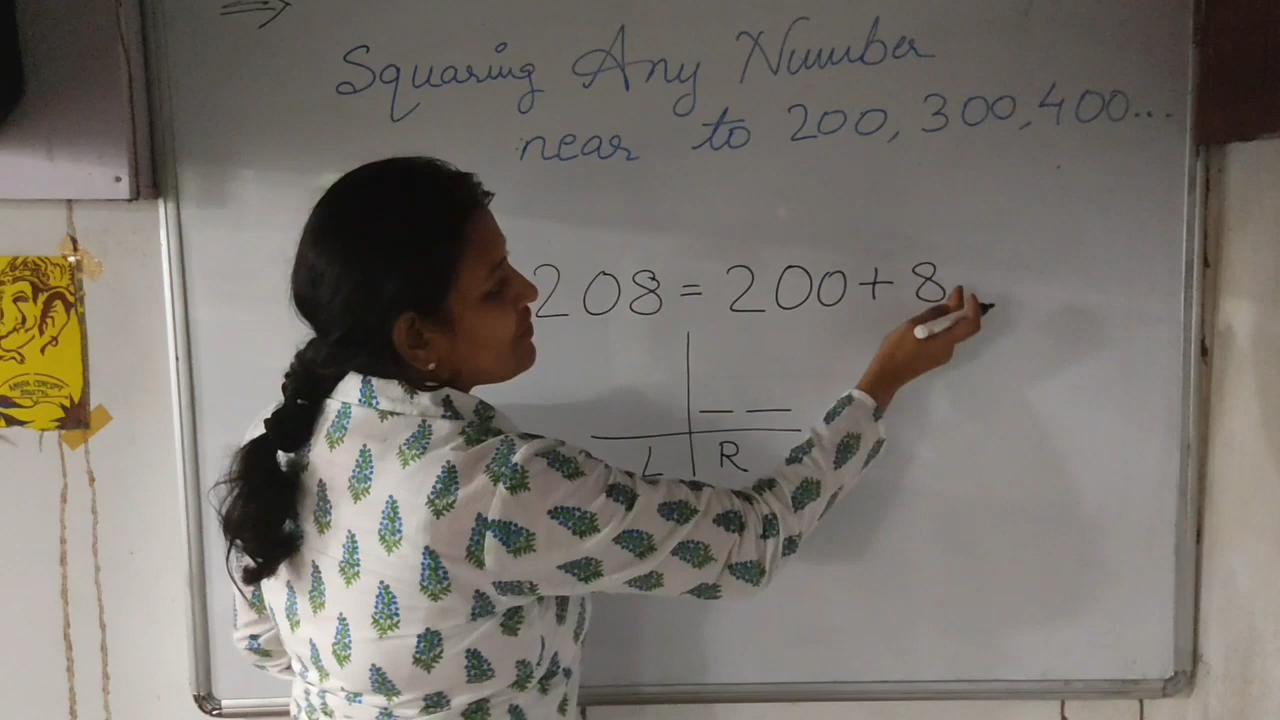 Squaring Any Number
near to 200, 300, 400...
208 = 200 + 8
L R